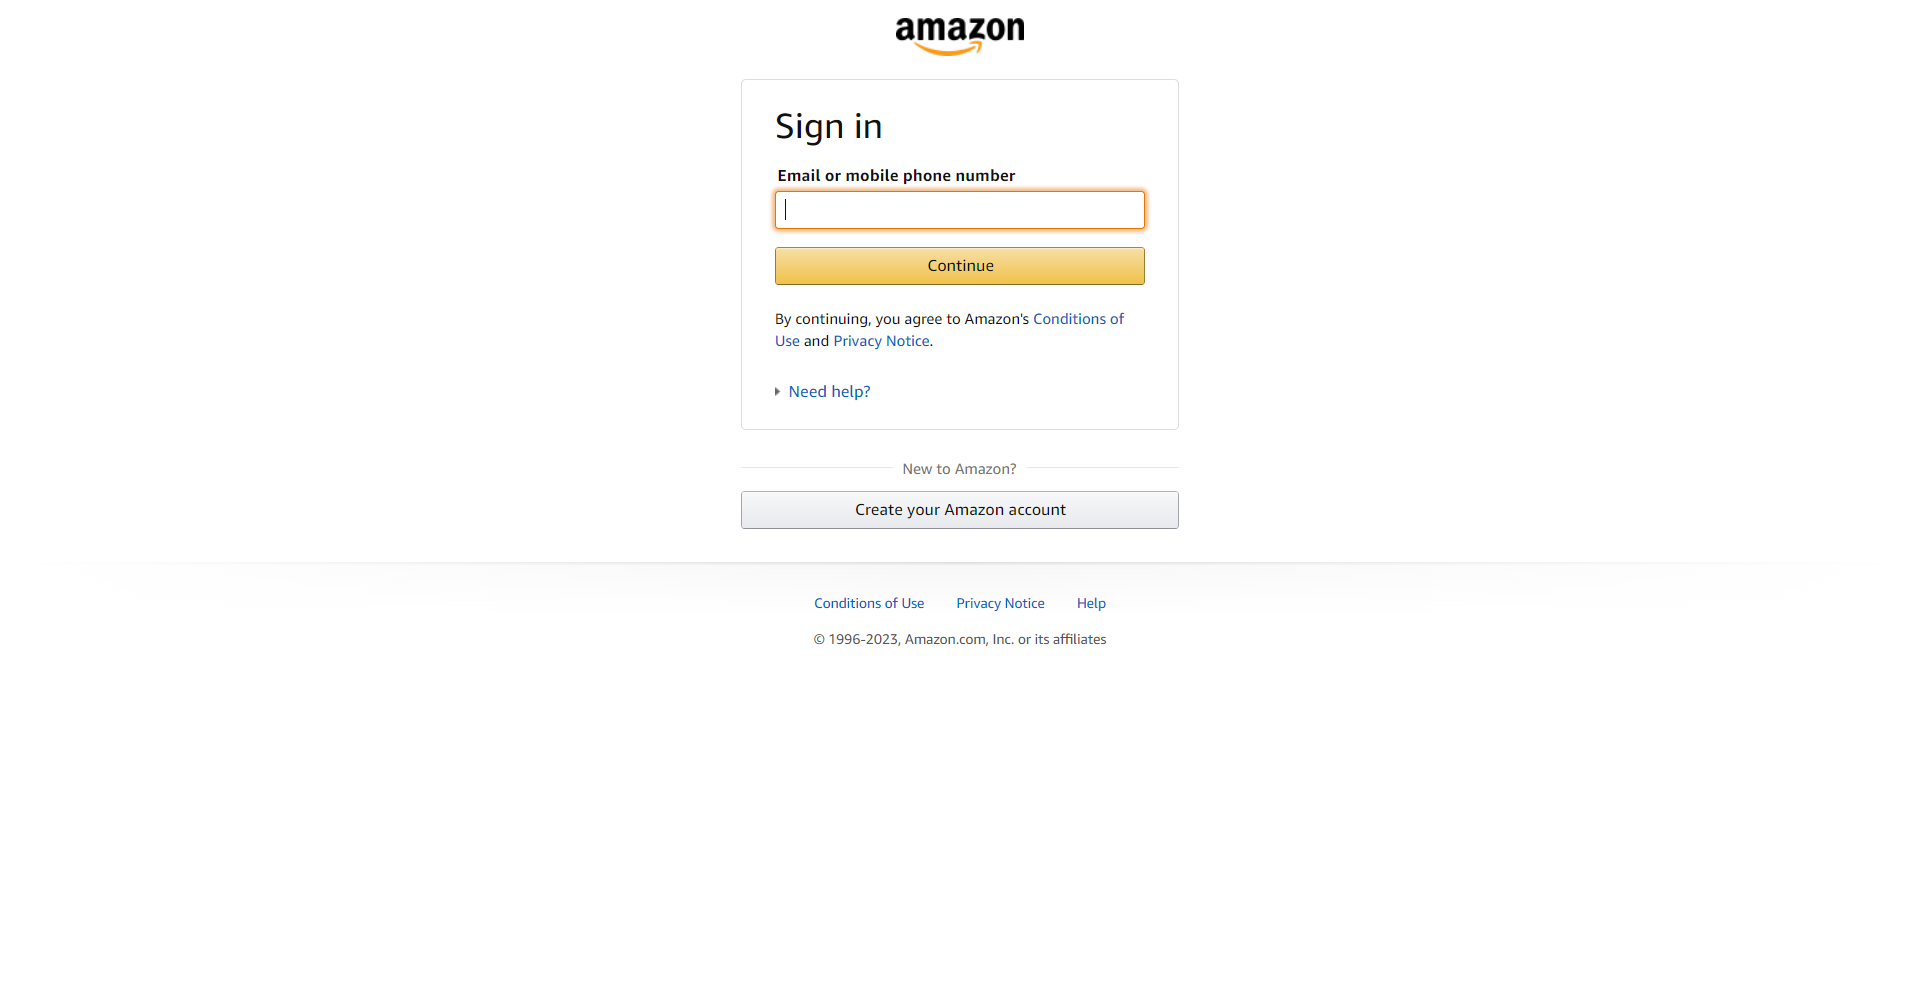 amazon
Sign in
Email or mobile phone number
Continue
By continuing, you agree to Amazon's Conditions of
Use and Privacy Notice.
Need help?
New to Amazon?
Create your Amazon account
Conditions of Use Privacy Notice Help
© 1996-2023, Amazon.com, Inc. or its affiliates